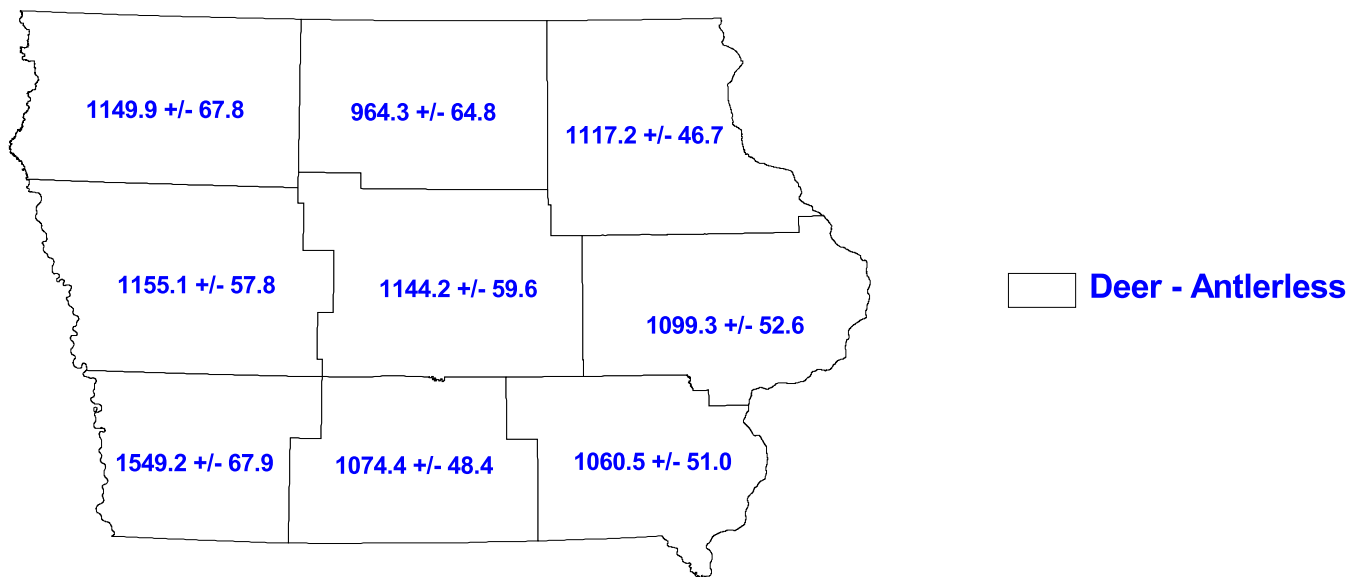 1149.9 +/- 67.8
964.3 +/- 64.8
1117.2 +/- 46.7
1155.1 +/- 57.8
1144.2 +/- 59.6
1099.3 +/- 52.6
Deer - Antlerless
1549.2 +/- 67.9
1074.4 +/- 48.4
1060.5 +/- 51.0